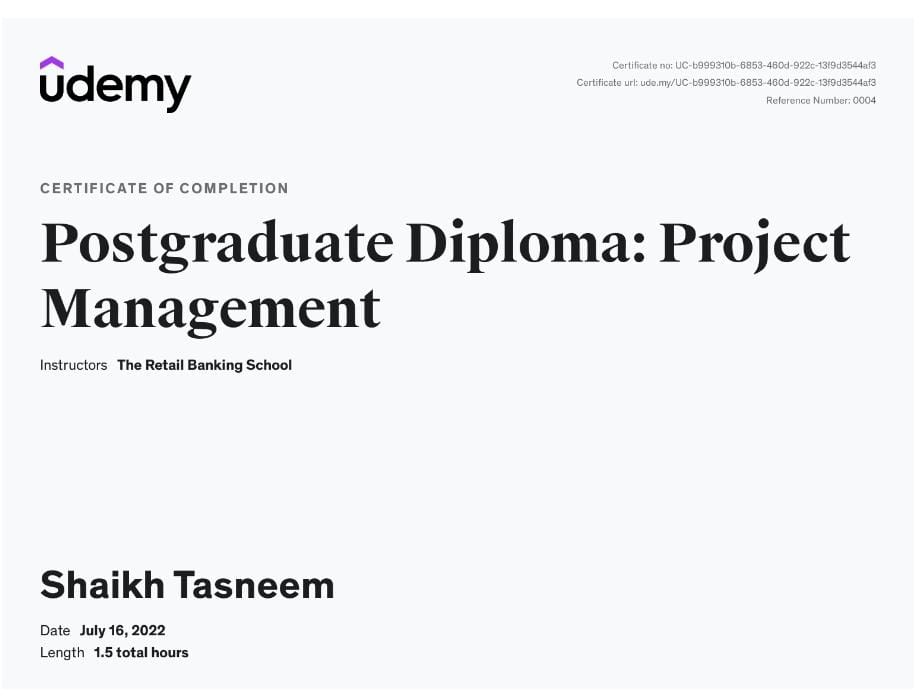 udemy
Certificate no: UC-b999310b-6853-460d-922c-13f9d3544af3
Certificate url: ude.my/UC-b999310b-6853-460d-922c-13f9d3544af3
Reference Number: 0004
CERTIFICATE OF COMPLETION
Postgraduate Diploma: Project
Management
Instructors The Retail Banking School
Shaikh Tasneem
Date July 16, 2022
Length 1.5 total hours